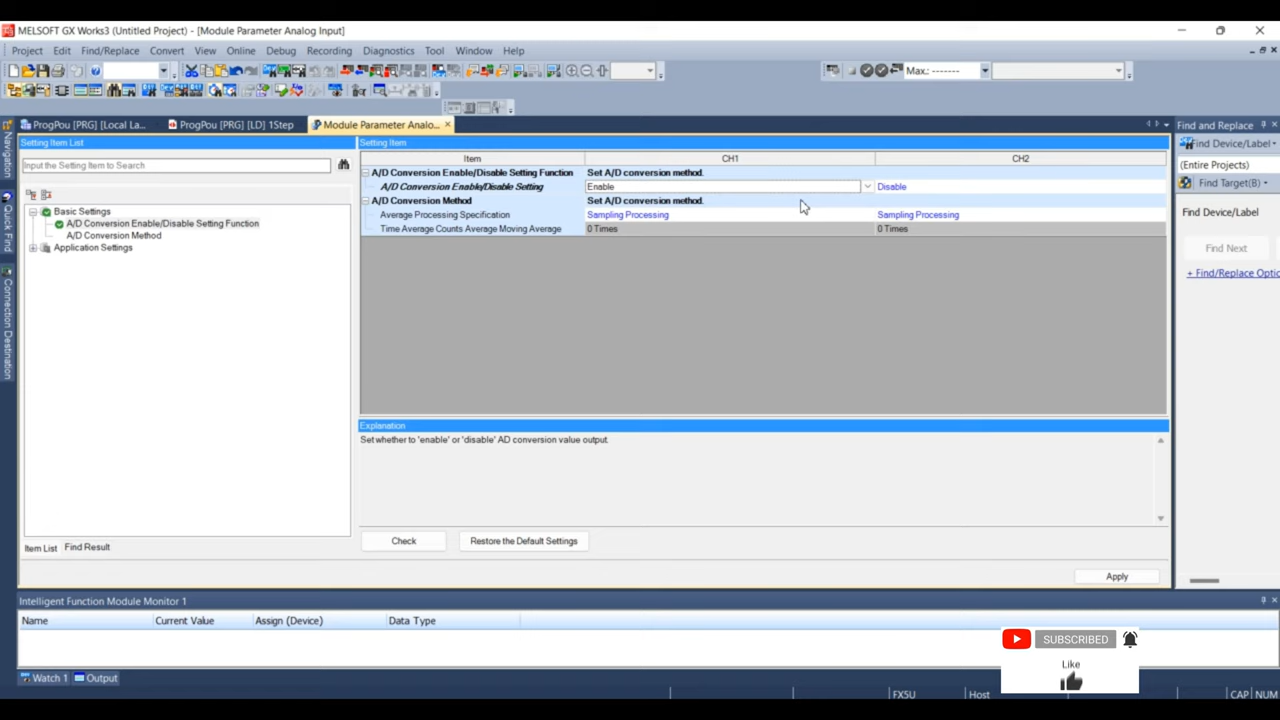 MELSOFT GX Works3 (Untitled Project) - [Module Parameter Analog Input]
Project Edit Find/Replace Convert View Online Debug Recording Diagnostics Tool Window Help
Max.: -------
ProgPou [PRG] [Local La... ProgPou [PRG] [LD] 1Step Module Parameter Analo... ×
Find and Replace
Navigation
Quick Find
Connection Destination
Setting Item List
Input the Setting Item to Search
Basic Settings
A/D Conversion Enable/Disable Setting Function
A/D Conversion Method
Application Settings
Item List Find Result
Setting Item
Item CH1 CH2
A/D Conversion Enable/Disable Setting Function Set A/D conversion method.
A/D Conversion Enable/Disable Setting Enable Disable
A/D Conversion Method Set A/D conversion method.
Average Processing Specification Sampling Processing Sampling Processing
Time Average Counts Average Moving Average 0 Times 0 Times
Explanation
Set whether to 'enable' or 'disable' AD conversion value output.
Check Restore the Default Settings
Apply
Find Device/Label
(Entire Projects)
Find Target(B)
Find Device/Label
Find Next
+ Find/Replace Optio
Intelligent Function Module Monitor 1
Name Current Value Assign (Device) Data Type
SUBSCRIBED
Like
Watch 1 Output
FX5U Host CAP NUM